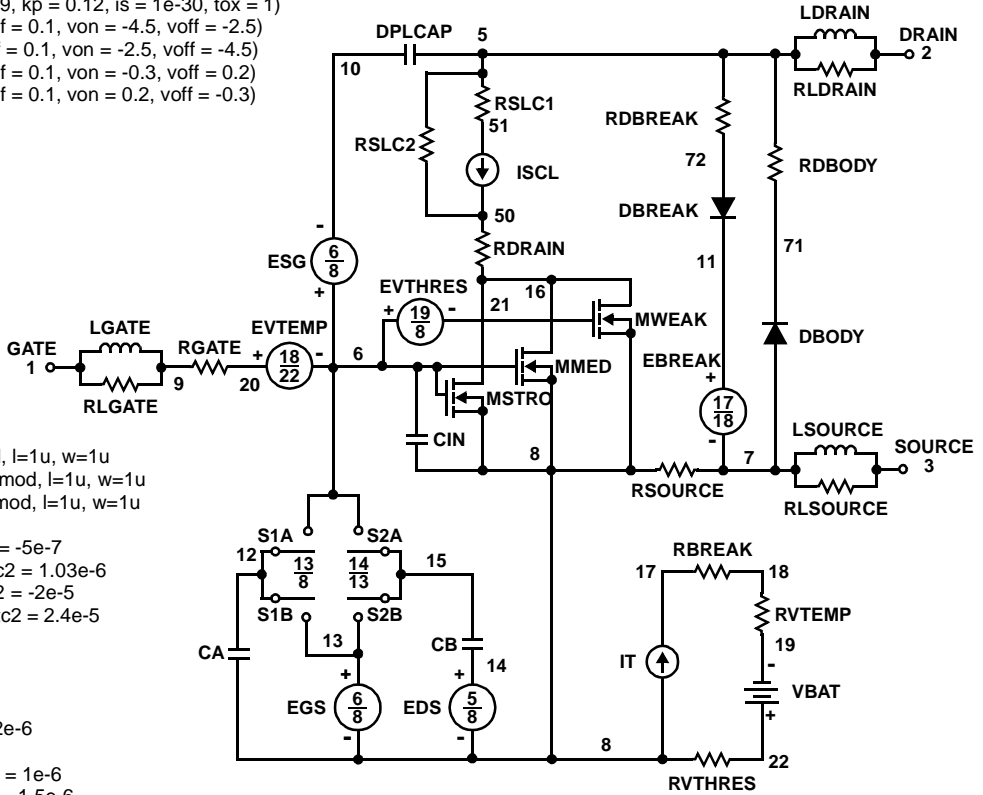 9, kp = 0.12, is = 1e-30, tox = 1)
f = 0.1, von = -4.5, voff = -2.5)
f = 0.1, von = -2.5, voff = -4.5)
f = 0.1, von = -0.3, voff = 0.2)
f = 0.1, von = 0.2, voff = -0.3)
LDRAIN
DPLCAP 5 DRAIN
10 2
RLDRAIN
RSLC1
RDBREAK
51
RSLC2
72
ISCL RDBODY
DBREAK
50
-
RDRAIN
6
8
ESG
71
11
EVTHRES 16
+
21
+ 19 -
8
MWEAK
LGATE EVTEMP
DBODY
RGATE
GATE 6
EBREAK
+ 18 -
22
MMED
1
+
9 20
MSTRO
RLGATE
17
18
LSOURCE
CIN
-
SOURCE
8 7
3
, l=1u, w=1u
mod, l=1u, w=1u
RSOURCE
mod, l=1u, w=1u
RLSOURCE
S1A S2A
= -5e-7
RBREAK
12
13
8
14
13
15
17 18
c2 = 1.03e-6
2 = -2e-5
S1B S2B
RVTEMP
c2 = 2.4e-5
13
CB
19
CA
14
IT
-
+ +
VBAT
EGS 6
8
EDS 5
8
+
2e-6
- -
8
22
= 1e-6
RVTHRES